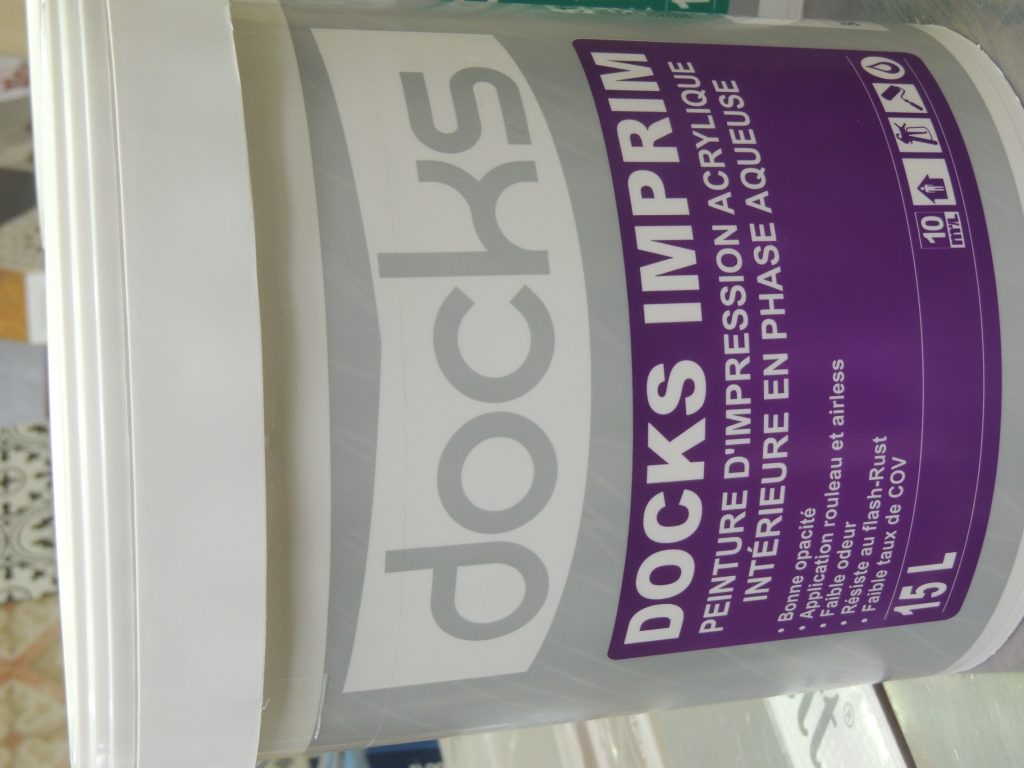 docks
DOCKS IMPRIM
PEINTURE D'IMPRESSION ACRYLIQUE
INTÉRIEURE EN PHASE AQUEUSE
• Bonne opacité
• Application rouleau et airless
• Faible odeur
• Résiste au flash-Rust
• Faible taux de COV
15 L
10